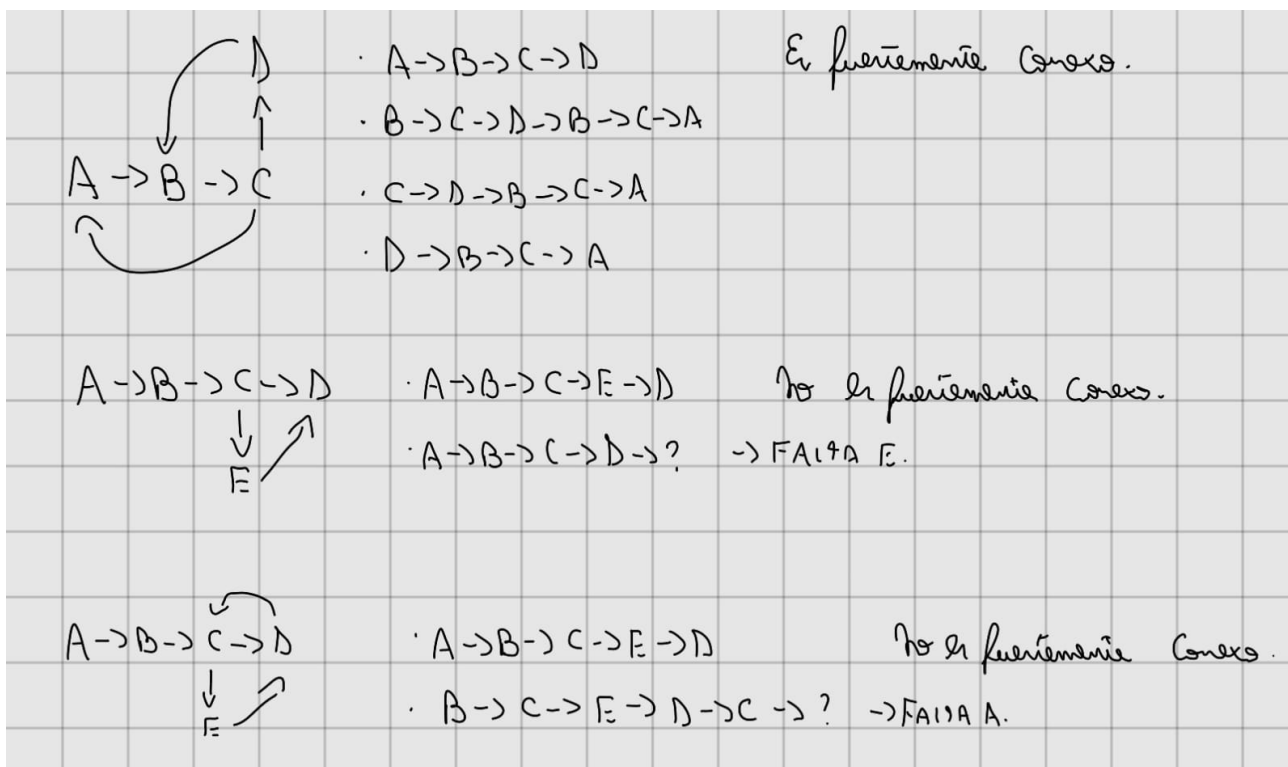 D · A->B->C->D Es fuertemente Conexo.
· B->C->D->B->C->A
A -> B -> C · C->D->B->C->A
· D->B->C->A
A->B->C->D · A->B->C->E->D No es fuertemente Conexo.
E · A->B->C->D->? -> FALTA E.
A->B->C->D · A->B->C->E->D No es fuertemente Conexo.
E · B->C->E->D->C->? -> FALTA A.